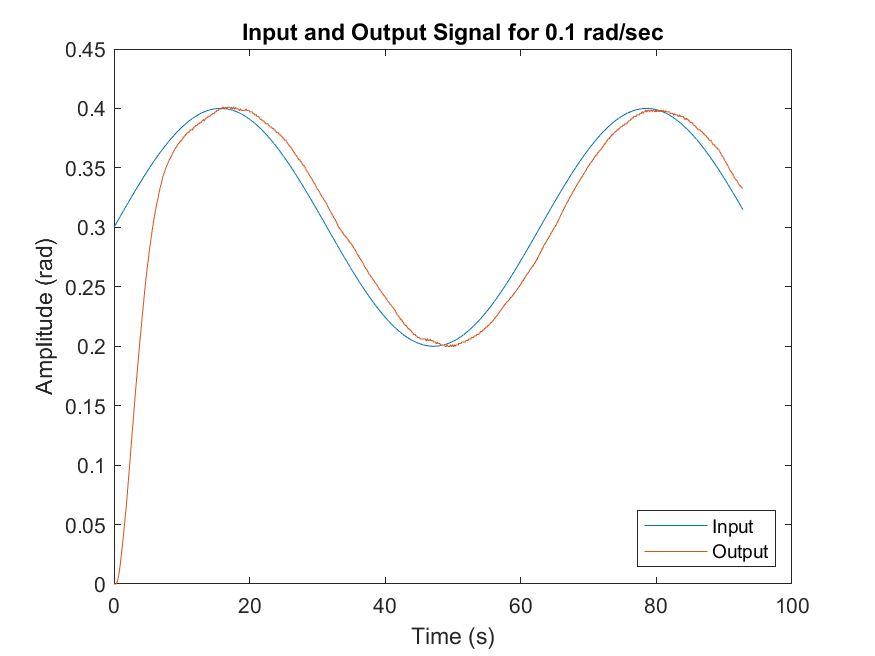 Input and Output Signal for 0.1 rad/sec
0.45
0.4
0.35
0.3
0.25
0.2
0.15
0.1
0.05
0
Amplitude (rad)
0 20 40 60 80 100
Time (s)
Input
Output